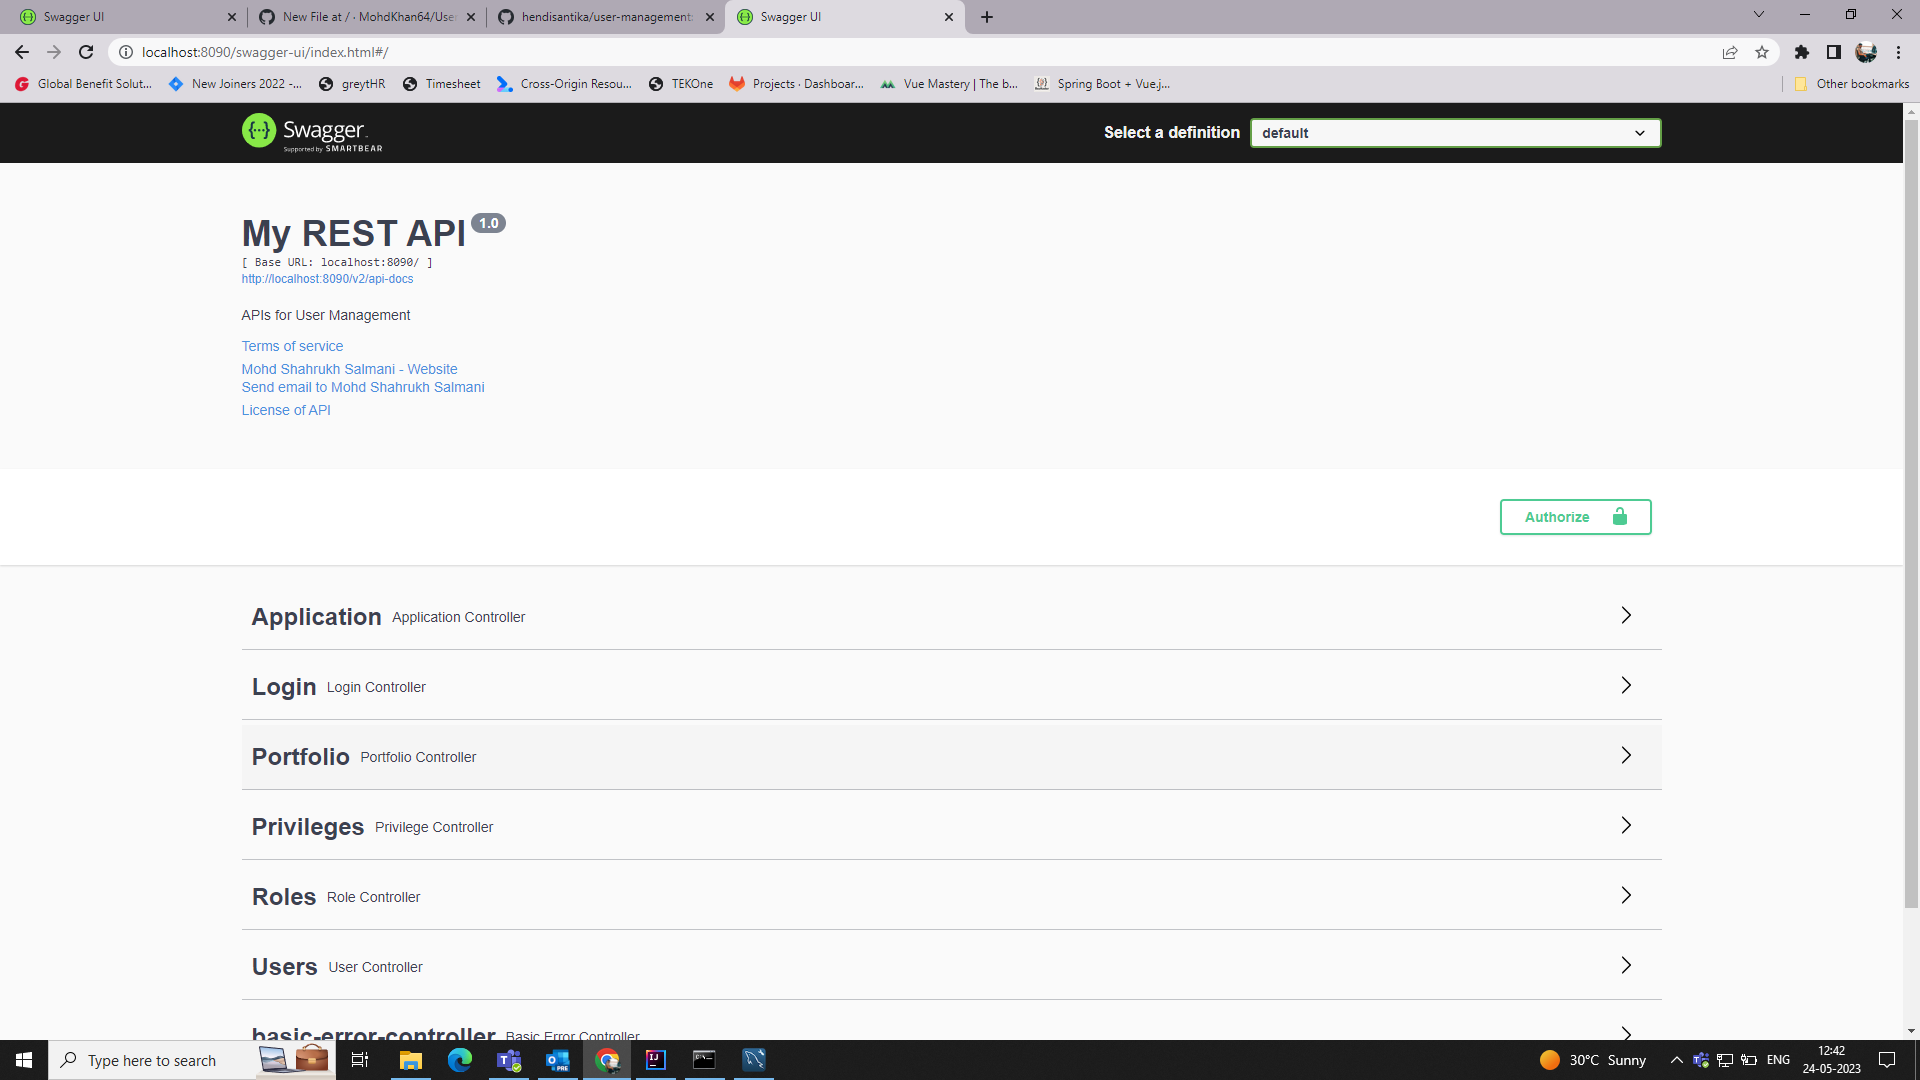 Swagger UI
New File at / · MohdKhan64/User
hendisantika/user-management
Swagger UI
localhost:8090/swagger-ui/index.html#/
Global Benefit Solut...
New Joiners 2022 -...
greytHR
Timesheet
Cross-Origin Resou...
TEKOne
Projects · Dashboar...
Vue Mastery | The b...
Spring Boot + Vue.j...
Other bookmarks
Swagger
Supported by SMARTBEAR
Select a definition
default
My REST API 1.0
[ Base URL: localhost:8090/ ]
http://localhost:8090/v2/api-docs
APIs for User Management
Terms of service
Mohd Shahrukh Salmani - Website
Send email to Mohd Shahrukh Salmani
License of API
Authorize
Application Application Controller
Login Login Controller
Portfolio Portfolio Controller
Privileges Privilege Controller
Roles Role Controller
Users User Controller
basic-error-controller Basic Error Controller
Type here to search
30°C Sunny
ENG
12:42
24-05-2023